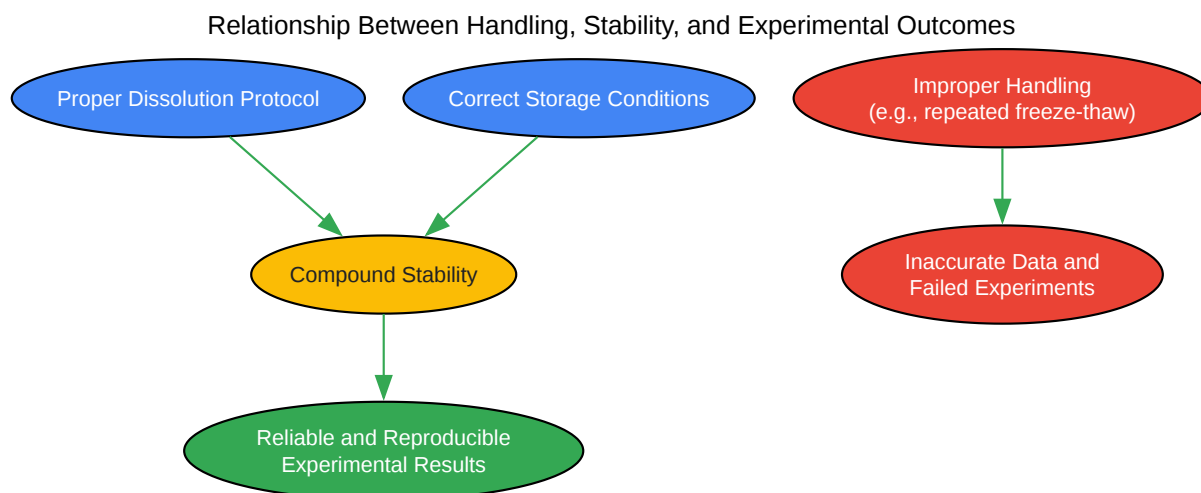 Relationship Between Handling, Stability, and Experimental Outcomes
Proper Dissolution Protocol
Correct Storage Conditions
Improper Handling
(e.g., repeated freeze-thaw)
Compound Stability
Inaccurate Data and
Failed Experiments
Reliable and Reproducible
Experimental Results